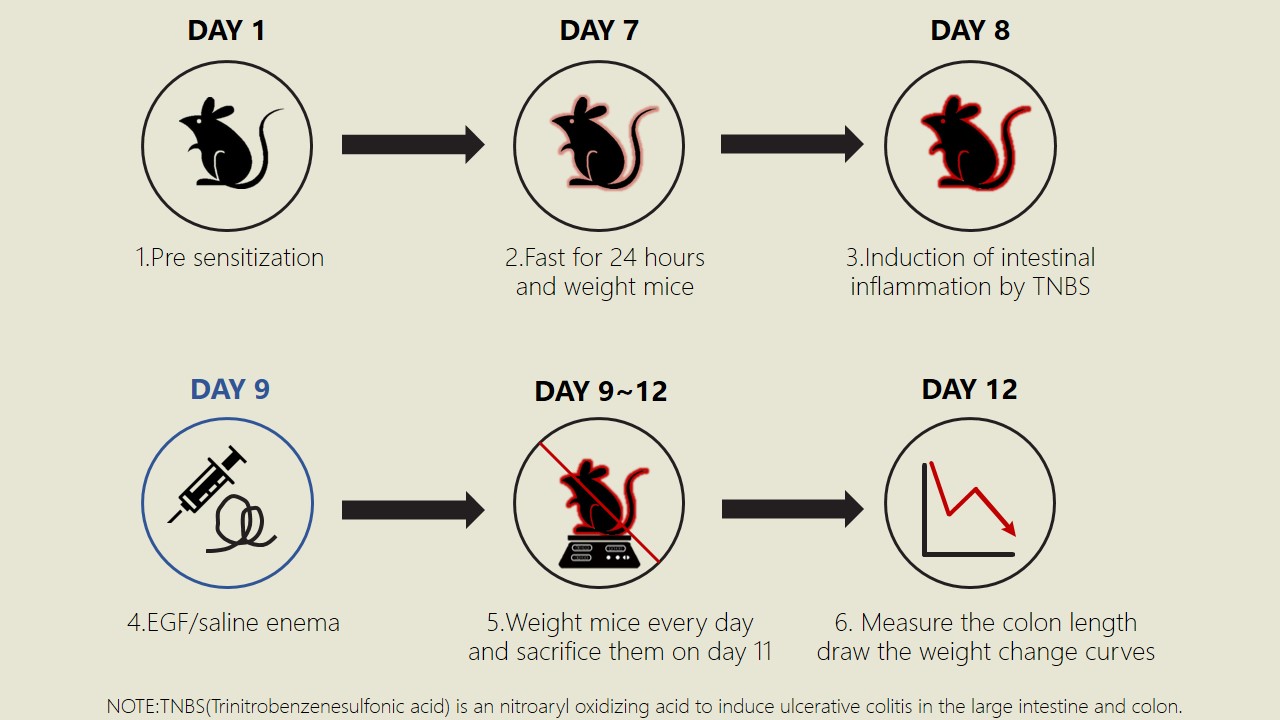 DAY 1
DAY 7
DAY 8
1.Pre sensitization
2.Fast for 24 hours
and weight mice
3.Induction of intestinal
inflammation by TNBS
DAY 9
DAY 9~12
DAY 12
4.EGF/saline enema
5.Weight mice every day
and sacrifice them on day 11
6. Measure the colon length
draw the weight change curves
NOTE:TNBS(Trinitrobenzenesulfonic acid) is an nitroaryl oxidizing acid to induce ulcerative colitis in the large intestine and colon.